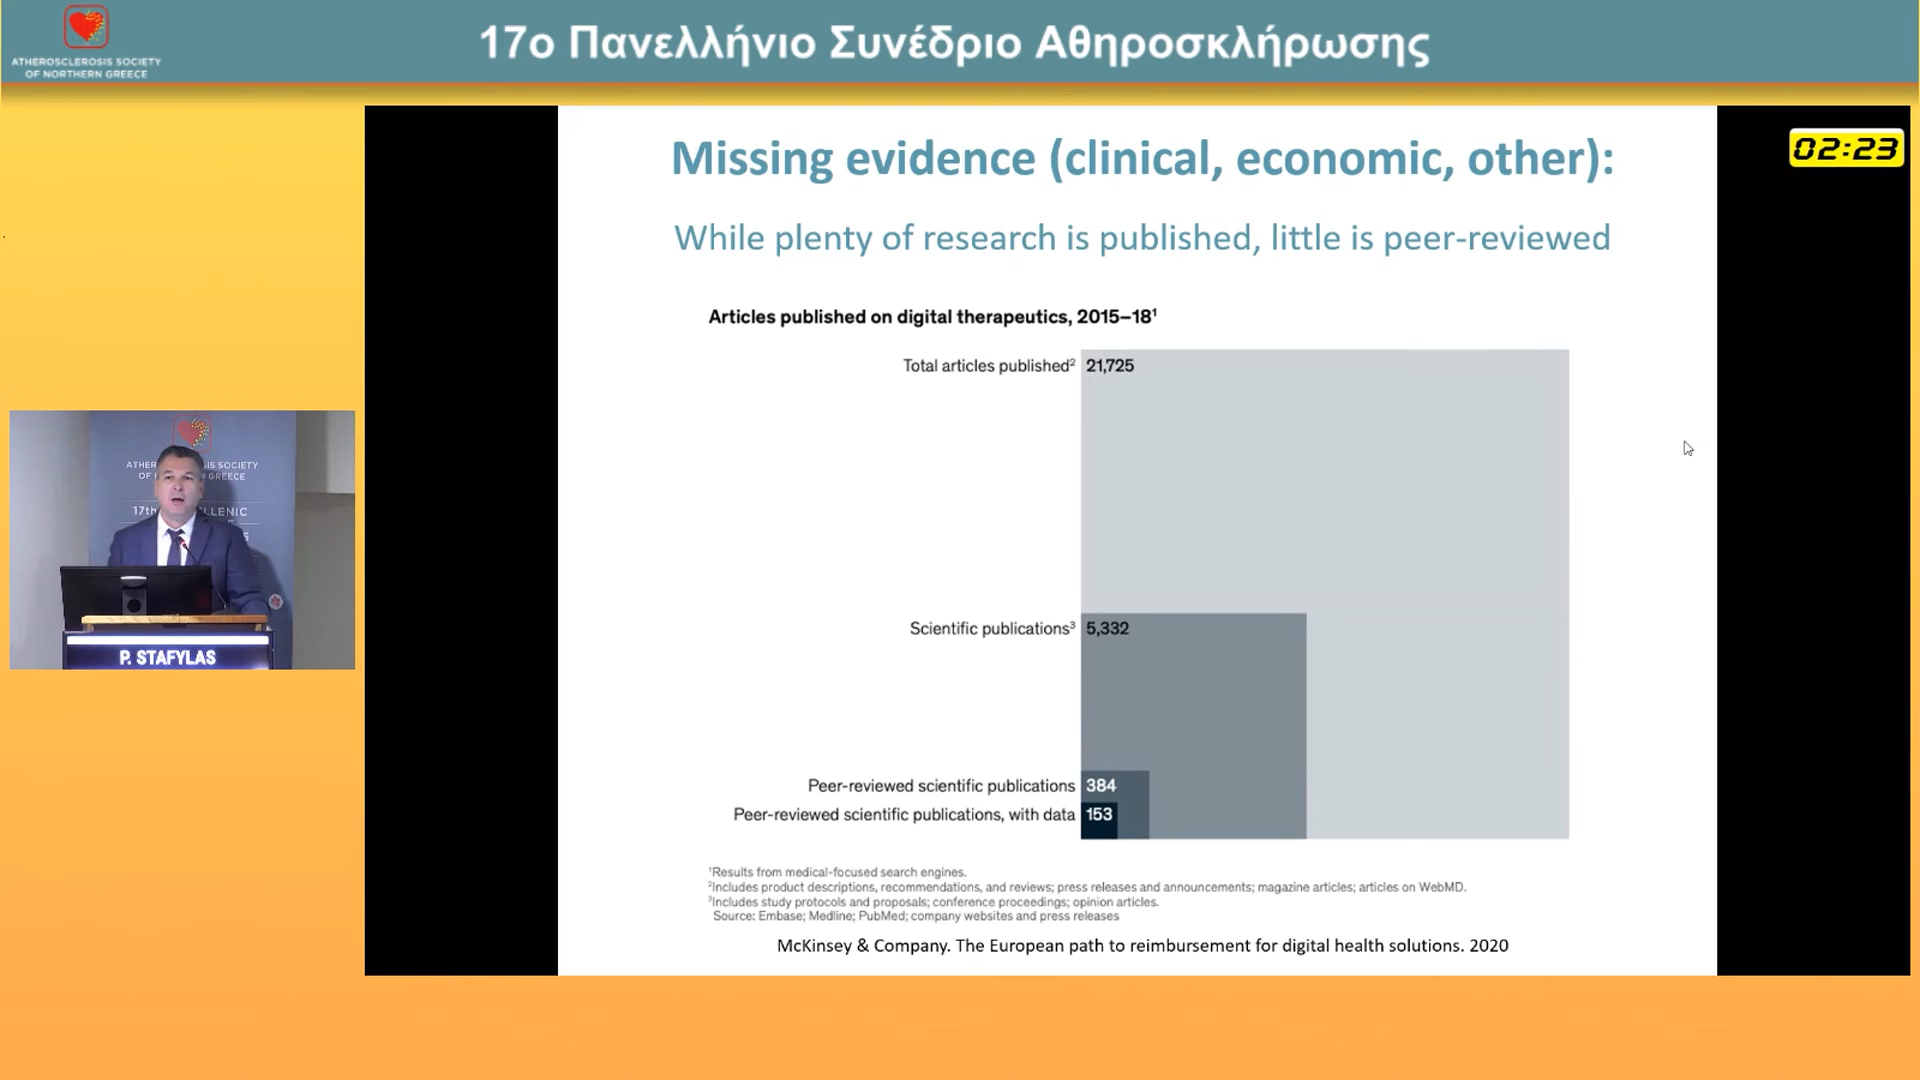 ATHEROSCLEROSIS SOCIETY
OF NORTHERN GREECE
17ο Πανελλήνιο Συνέδριο Αθηροσκλήρωσης
02:23
Missing evidence (clinical, economic, other):
While plenty of research is published, little is peer-reviewed
Articles published on digital therapeutics, 2015–18¹
Total articles published² 21,725
Scientific publications³ 5,332
Peer-reviewed scientific publications 384
Peer-reviewed scientific publications, with data 153
¹Results from medical-focused search engines.
²Includes product descriptions, recommendations, and reviews; press releases and announcements; magazine articles; articles on WebMD.
³Includes study protocols and proposals; conference proceedings; opinion articles.
Source: Embase; Medline; PubMed; company websites and press releases
McKinsey & Company. The European path to reimbursement for digital health solutions. 2020
SOCIETY
OF GREECE
17th
P. STAFYLAS